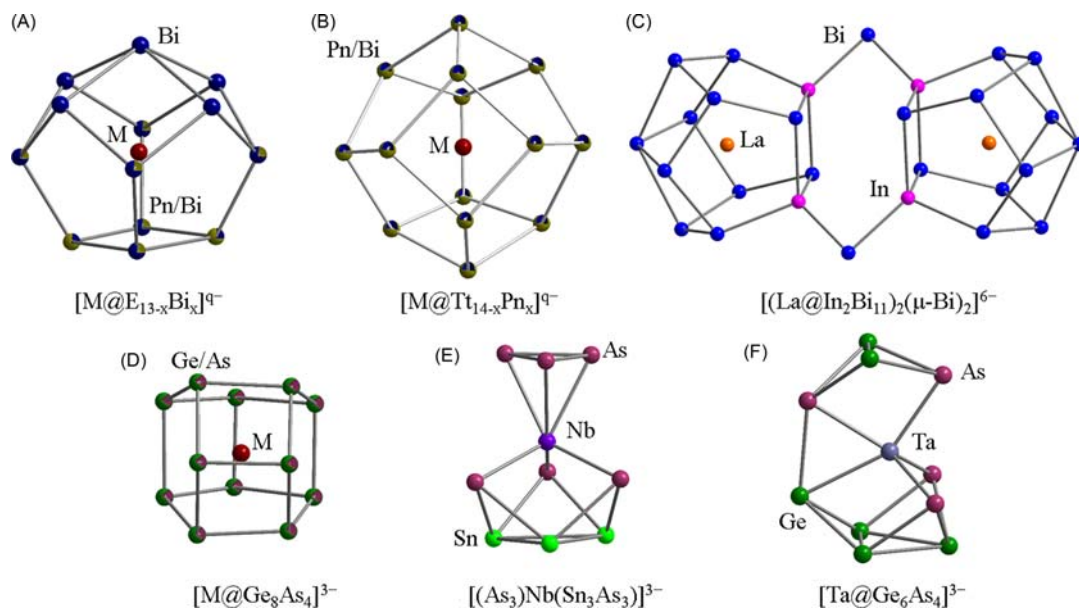 (A)
Bi
M
Pn/Bi
[M@E₁₃₋ₓBiₓ]^q−
(B)
Pn/Bi
M
[M@Tt₁₄₋ₓPnₓ]^q−
(C)
Bi
La
In
[(La@In₂Bi₁₁)₂(μ-Bi)₂]⁶⁻
(D)
Ge/As
M
[M@Ge₈As₄]³⁻
(E)
As
Nb
Sn
[(As₃)Nb(Sn₃As₃)]³⁻
(F)
As
Ta
Ge
[Ta@Ge₆As₄]³⁻